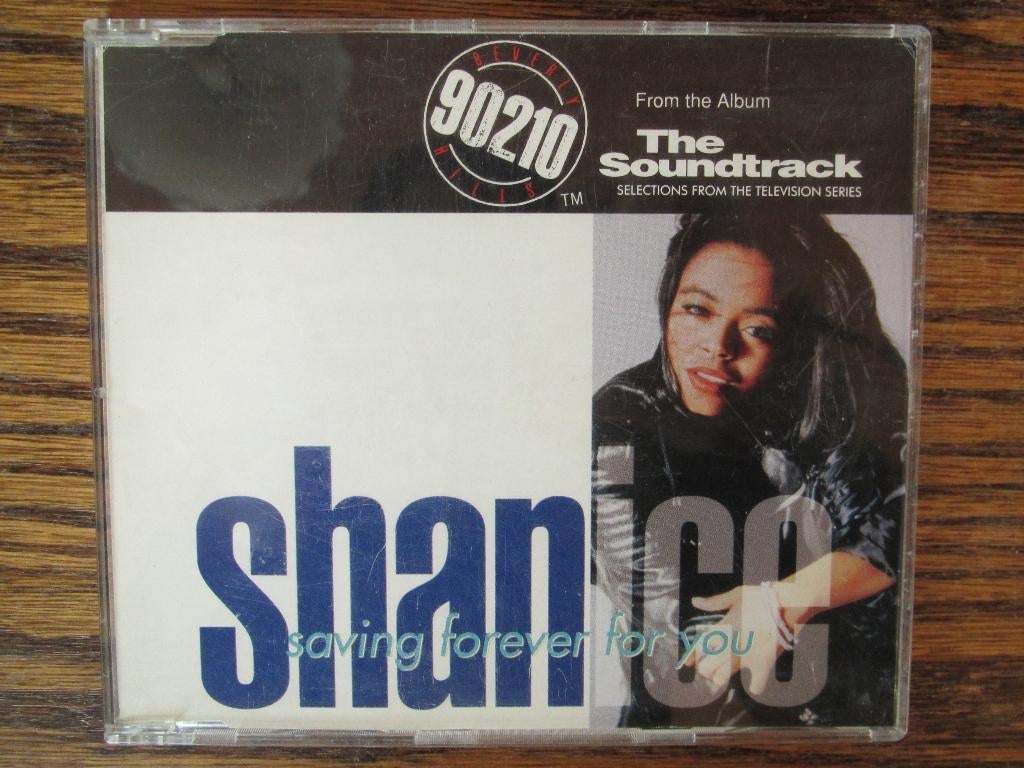 BEVERLY
90210
HILLS
TM
From the Album
The
Soundtrack
SELECTIONS FROM THE TELEVISION SERIES
shanice
saving forever for you